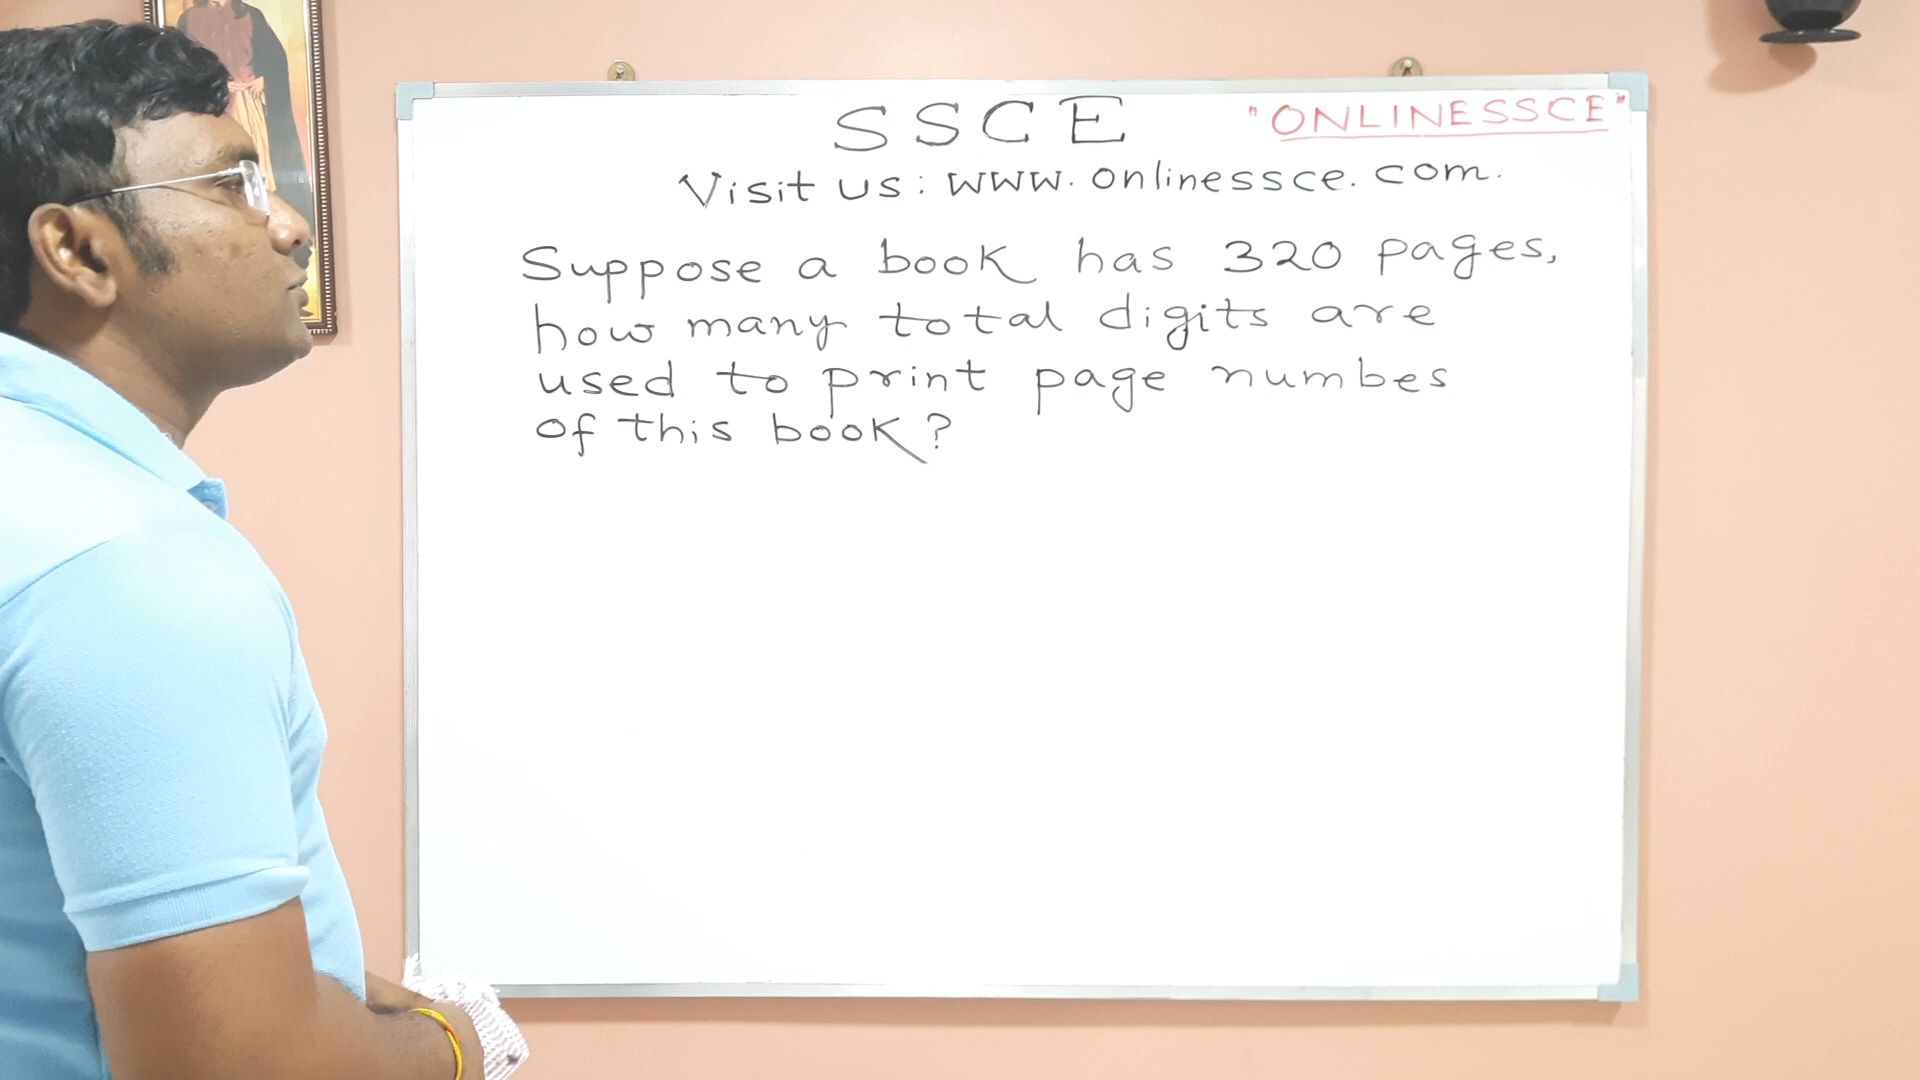 SSCE "ONLINESSCE"
Visit us: www.onlinessce.com.
Suppose a book has 320 pages,
how many total digits are
used to print page numbes
of this book?